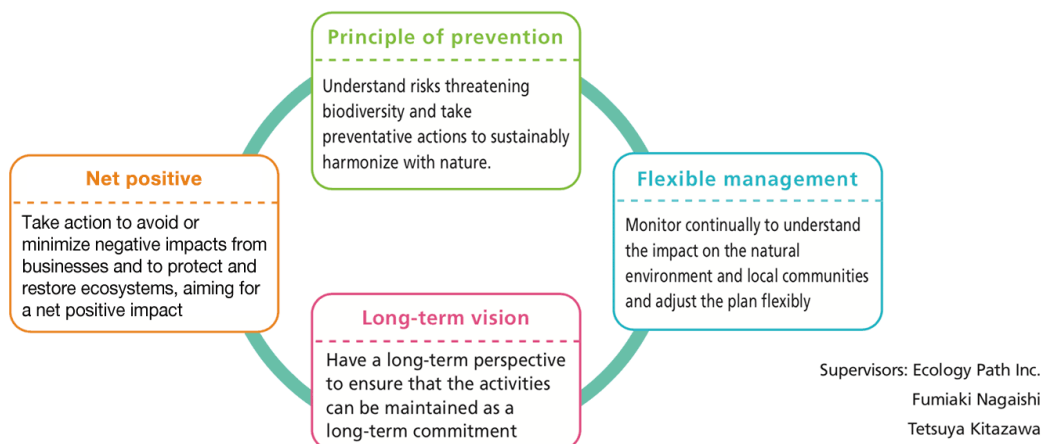 Principle of prevention
Understand risks threatening
biodiversity and take
preventative actions to sustainably
harmonize with nature.
Net positive
Take action to avoid or
minimize negative impacts from
businesses and to protect and
restore ecosystems, aiming for
a net positive impact
Flexible management
Monitor continually to understand
the impact on the natural
environment and local communities
and adjust the plan flexibly
Long-term vision
Have a long-term perspective
to ensure that the activities
can be maintained as a
long-term commitment
Supervisors: Ecology Path Inc.
Fumiaki Nagaishi
Tetsuya Kitazawa